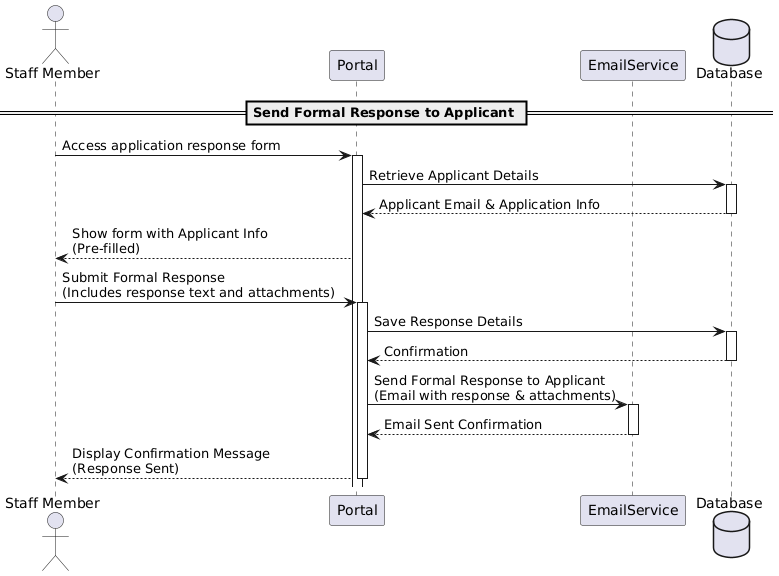 Staff Member
Portal
EmailService
Database
Send Formal Response to Applicant
Access application response form
Retrieve Applicant Details
Applicant Email & Application Info
Show form with Applicant Info
(Pre-filled)
Submit Formal Response
(Includes response text and attachments)
Save Response Details
Confirmation
Send Formal Response to Applicant
(Email with response & attachments)
Email Sent Confirmation
Display Confirmation Message
(Response Sent)
Staff Member
Portal
EmailService
Database